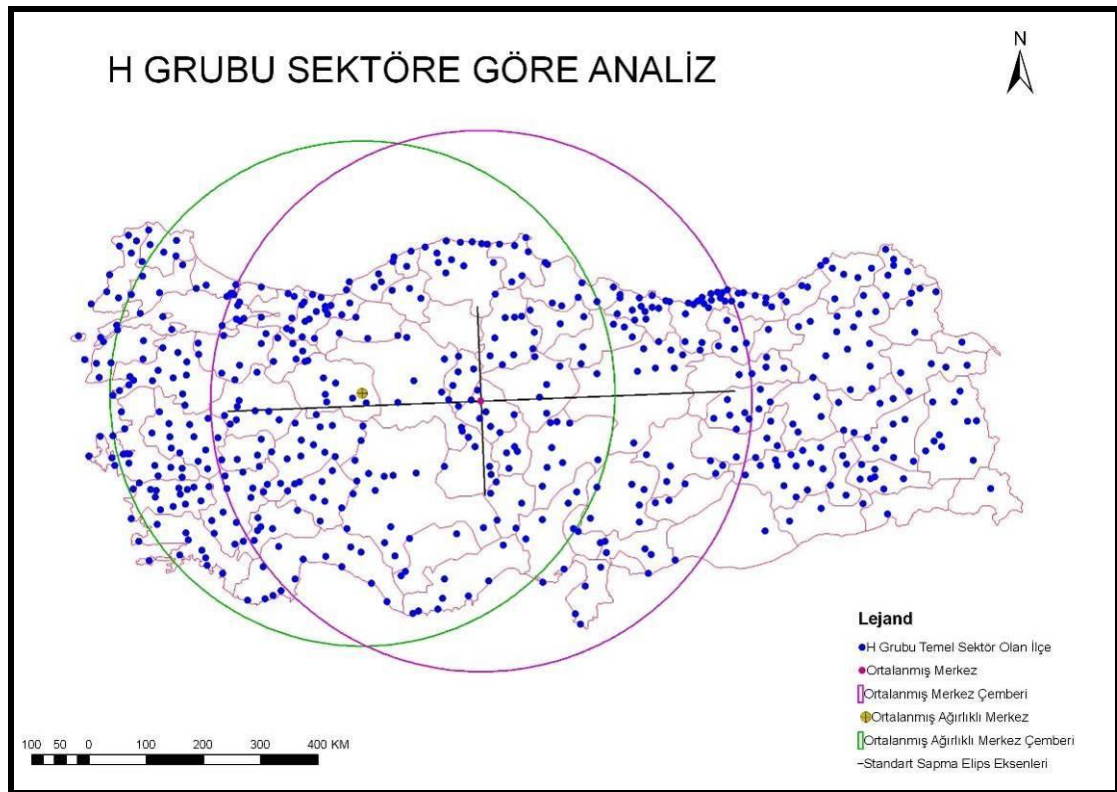 H GRUBU SEKTÖRE GÖRE ANALİZ
N
Lejand
H Grubu Temel Sektör Olan İlçe
Ortalanmış Merkez
Ortalanmış Merkez Çemberi
Ortalanmış Ağırlıklı Merkez
Ortalanmış Ağırlıklı Merkez Çemberi
Standart Sapma Elips Eksenleri
100 50 0 100 200 300 400 KM